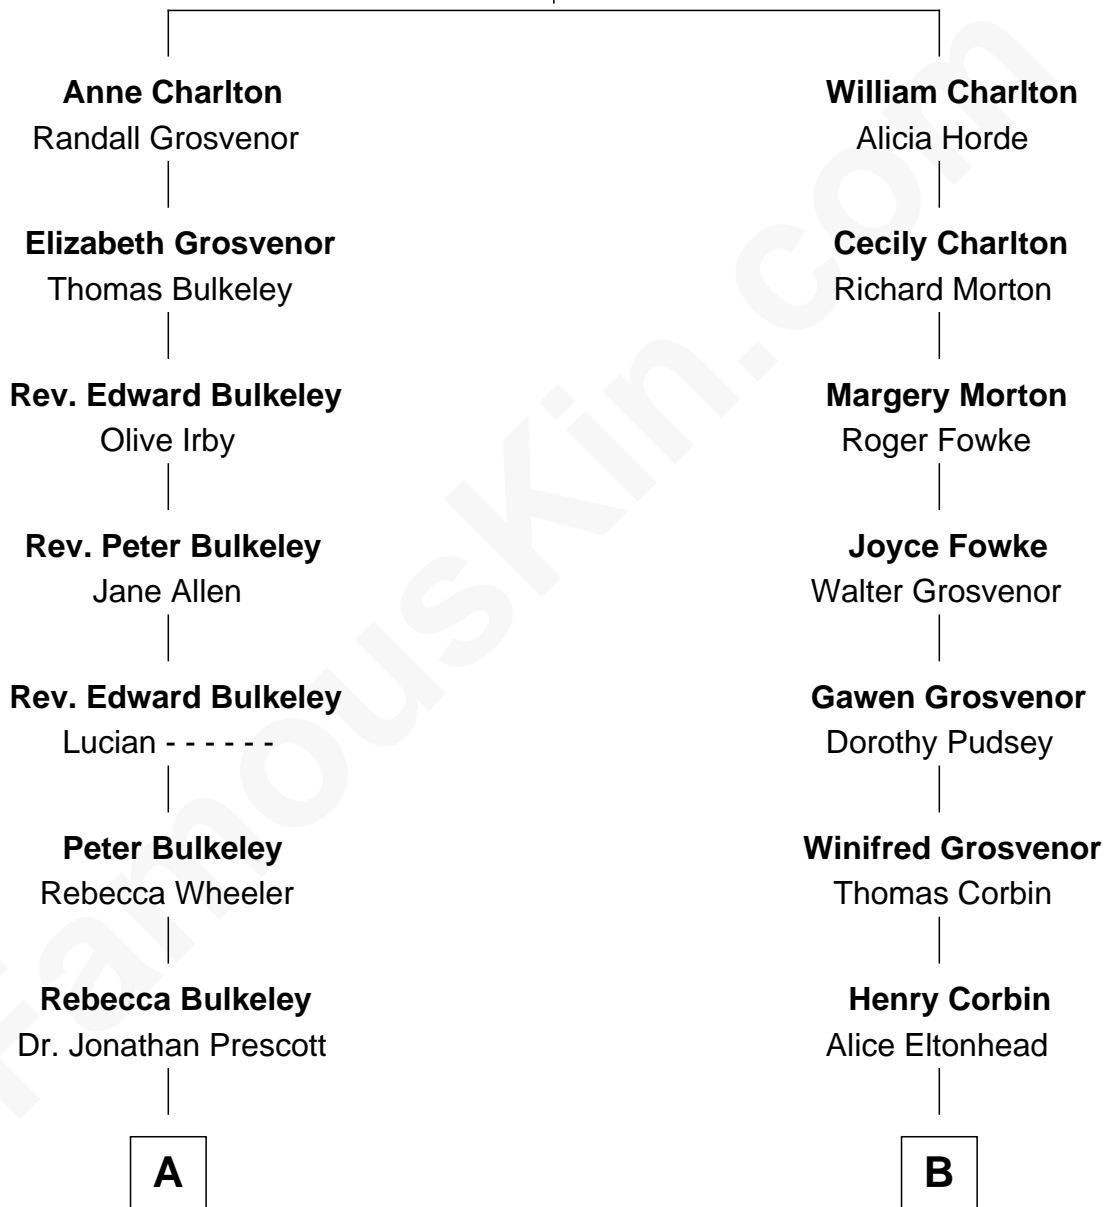 Anne Charlton
Randall Grosvenor
William Charlton
Alicia Horde
Elizabeth Grosvenor
Thomas Bulkeley
Cecily Charlton
Richard Morton
Rev. Edward Bulkeley
Olive Irby
Margery Morton
Roger Fowke
Rev. Peter Bulkeley
Jane Allen
Joyce Fowke
Walter Grosvenor
Rev. Edward Bulkeley
Lucian - - - - - -
Gawen Grosvenor
Dorothy Pudsey
Peter Bulkeley
Rebecca Wheeler
Winifred Grosvenor
Thomas Corbin
Rebecca Bulkeley
Dr. Jonathan Prescott
Henry Corbin
Alice Eltonhead
A
B
FamousKin.com